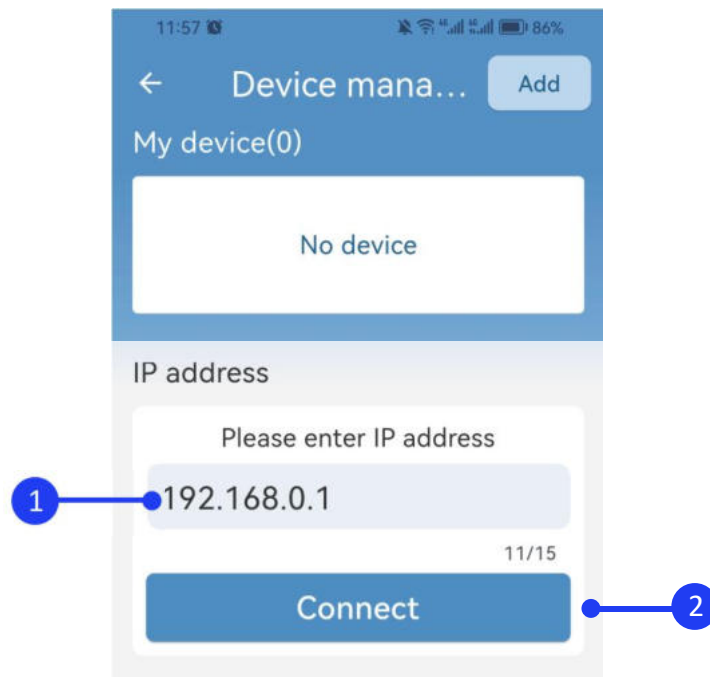 11:57 86%
Device mana... Add
My device(0)
No device
IP address
Please enter IP address
1 192.168.0.1
11/15
Connect 2